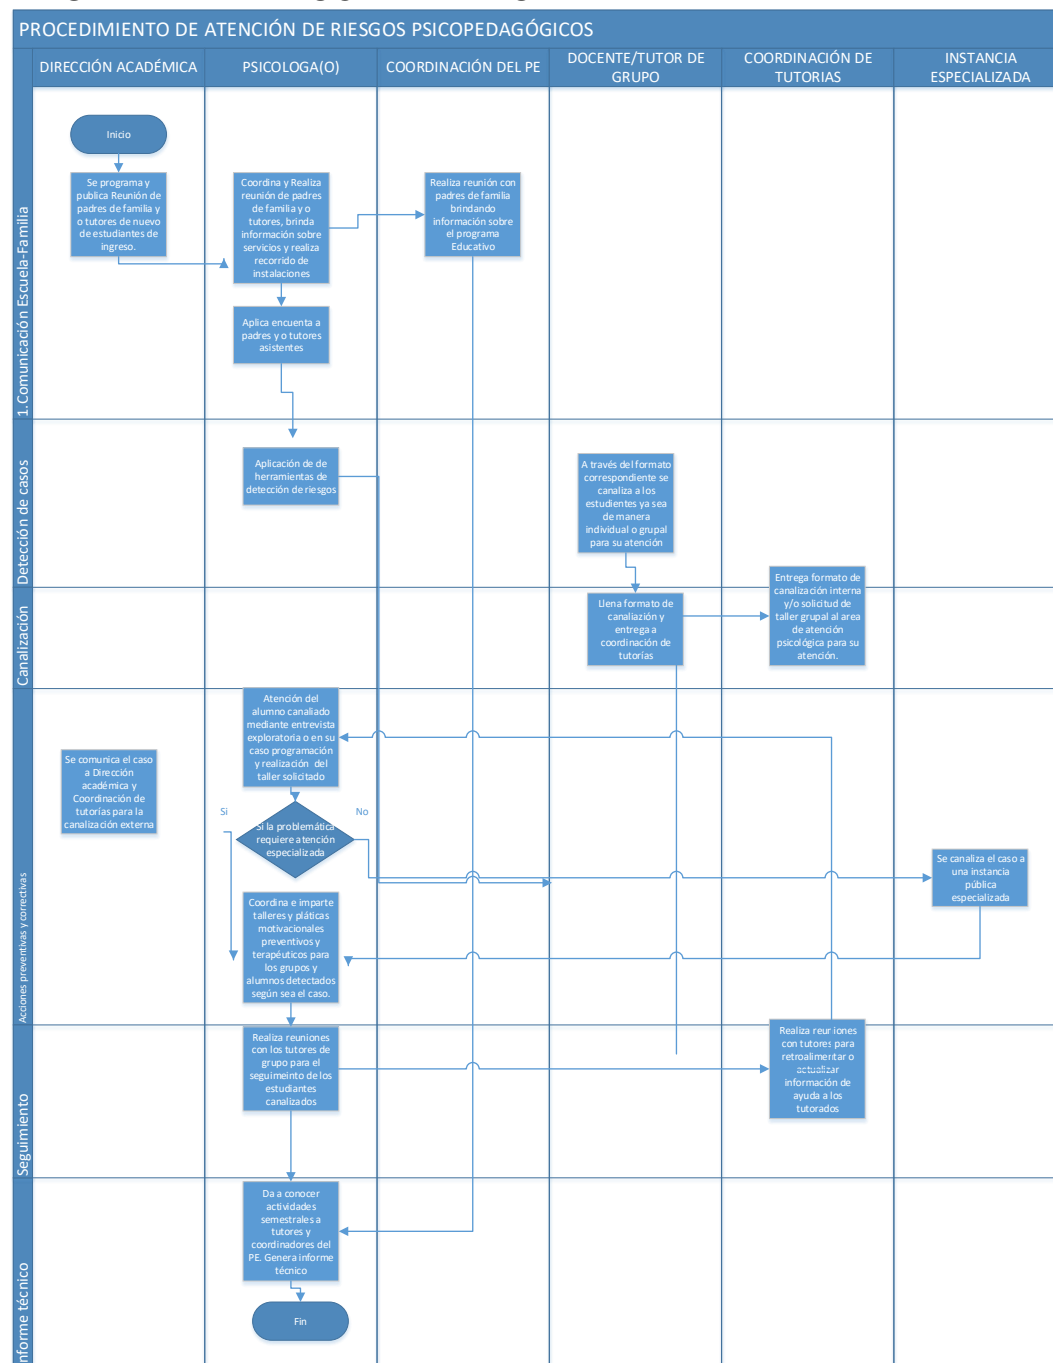 PROCEDIMIENTO DE ATENCIÓN DE RIESGOS PSICOPEDAGÓGICOS
DIRECCIÓN ACADÉMICA
PSICOLOGA(O)
COORDINACIÓN DEL PE
DOCENTE/TUTOR DE
GRUPO
COORDINACIÓN DE
TUTORIAS
INSTANCIA
ESPECIALIZADA
1.Comunicación Escuela-Familia
Inicio
Se programa y
publica Reunión de
padres de familia y
o tutores de nuevo
de estudiantes de
ingreso.
Coordina y Realiza
reunión de padres
de familia y o
tutores, brinda
información sobre
servicios y realiza
recorrido de
instalaciones
Realiza reunión con
padres de familia
brindando
información sobre
el programa
Educativo
Aplica encuenta a
padres y o tutores
asistentes
Detección de casos
Aplicación de de
herramientas de
detección de riesgos
A través del formato
correspondiente se
canaliza a los
estudiantes ya sea
de manera
individual o grupal
para su atención
Canalización
Llena formato de
canaliazión y
entrega a
coordinación de
tutorías
Entrega formato de
canalización interna
y/o solicitud de
taller grupal al area
de atención
psicológica para su
atención.
Acciones preventivas y correctivas
Se comunica el caso
a Dirección
académica y
Coordinación de
tutorías para la
canalización externa
Atención del
alumno canaliado
mediante entrevista
exploratoria o en su
caso programación
y realización del
taller solicitado
Si
No
Si la problemática
requiere atención
especializada
Se canaliza el caso a
una instancia
pública
especializada
Coordina e imparte
talleres y pláticas
motivacionales
preventivos y
terapéuticos para
los grupos y
alumnos detectados
según sea el caso.
Seguimiento
Realiza reuniones
con los tutores de
grupo para el
seguimeinto de los
estudiantes
canalizados
Realiza reuniones
con tutores para
retroalimentar o
actualizar
información de
ayuda a los
tutorados
nforme técnico
Da a conocer
actividades
semestrales a
tutores y
coordinadores del
PE. Genera informe
técnico
Fin